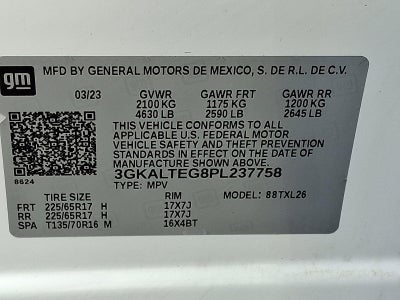 gm
MFD BY GENERAL MOTORS DE MEXICO, S. DE R.L. DE C.V.
03/23 GVWR GAWR FRT GAWR RR
2100 KG 1175 KG 1200 KG
4630 LB 2590 LB 2645 LB
THIS VEHICLE CONFORMS TO ALL
APPLICABLE U.S. FEDERAL MOTOR
VEHICLE SAFETY AND THEFT PREVENTION
STANDARDS IN EFFECT ON THE DATE OF
MANUFACTURE SHOWN ABOVE.
3GKALTEG8PL237758
8624 TYPE: MPV MODEL: 88TXL26
TIRE SIZE RIM
FRT 225/65R17 H 17X7J
RR 225/65R17 H 17X7J
SPA T135/70R16 M 16X4BT